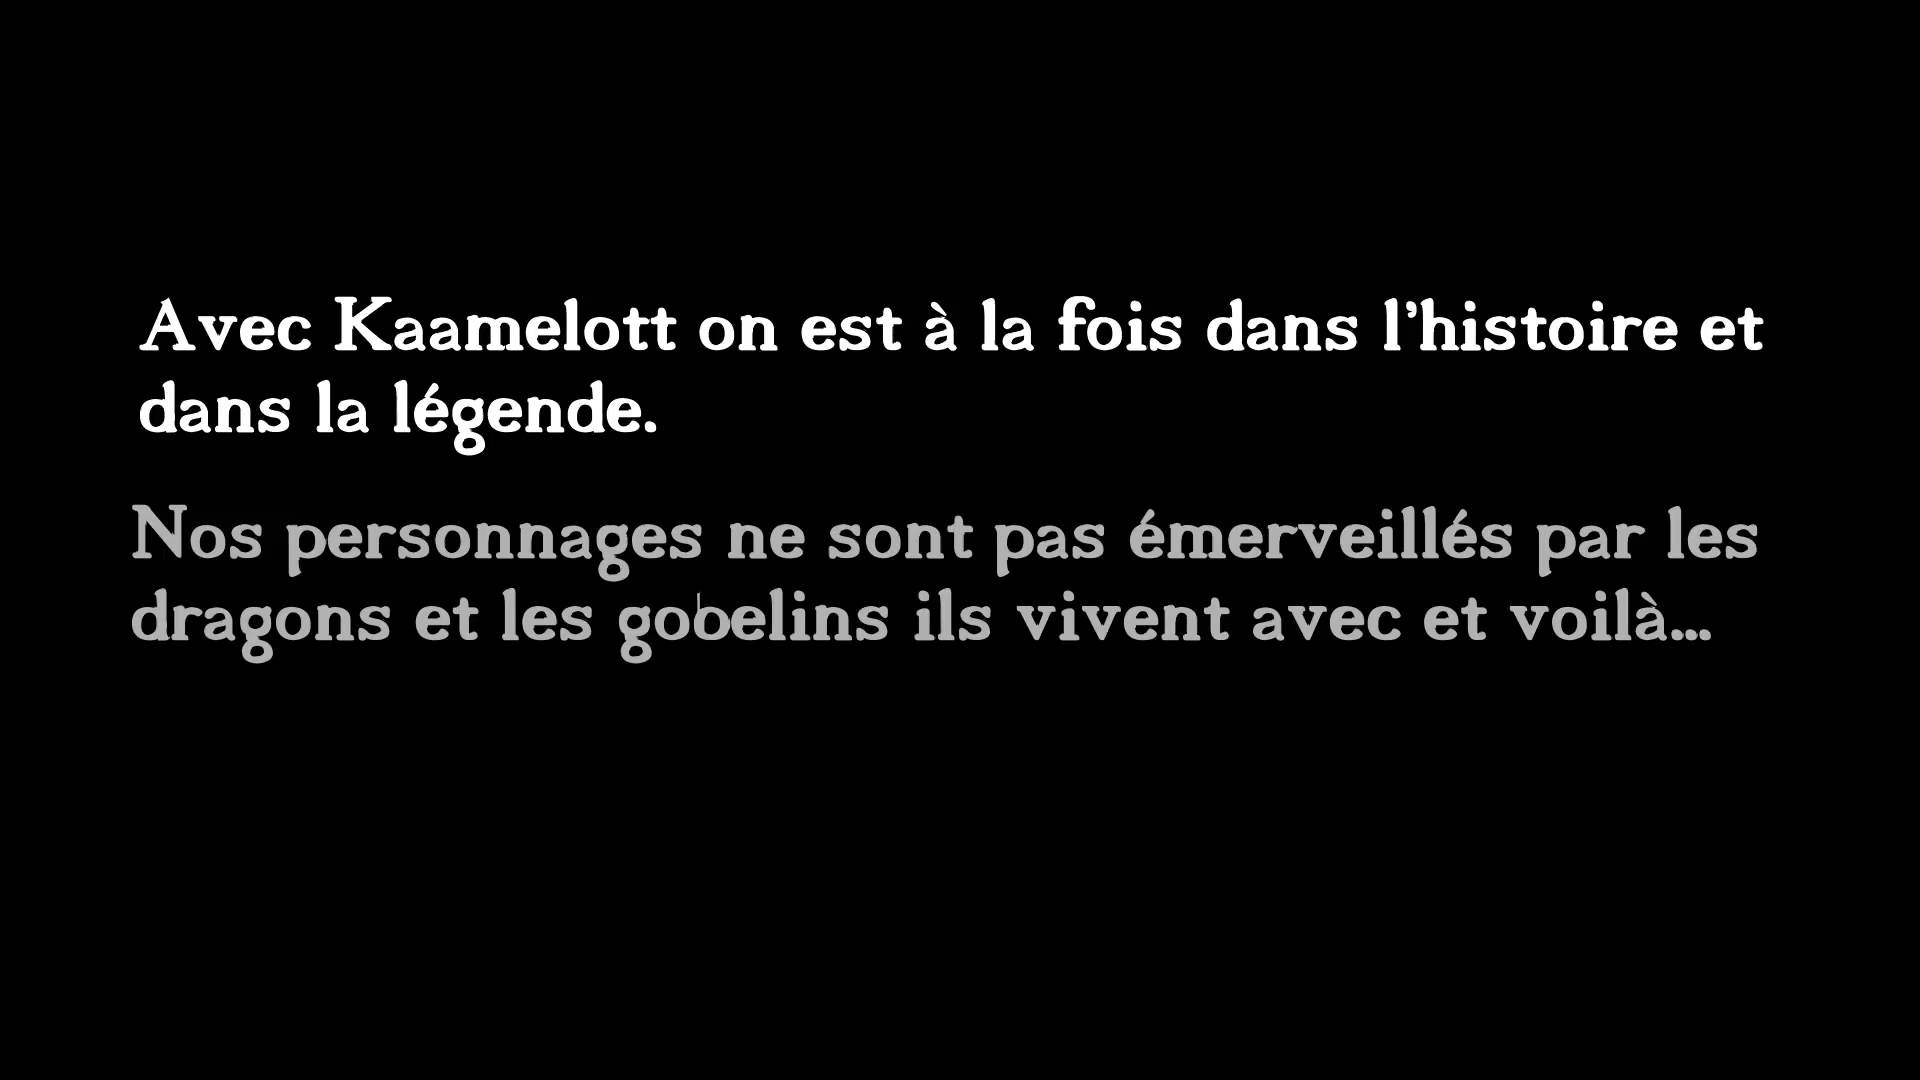 Avec Kaamelott on est à la fois dans l’histoire et
dans la légende.
Nos personnages ne sont pas émerveillés par les
dragons et les gobelins ils vivent avec et voilà...